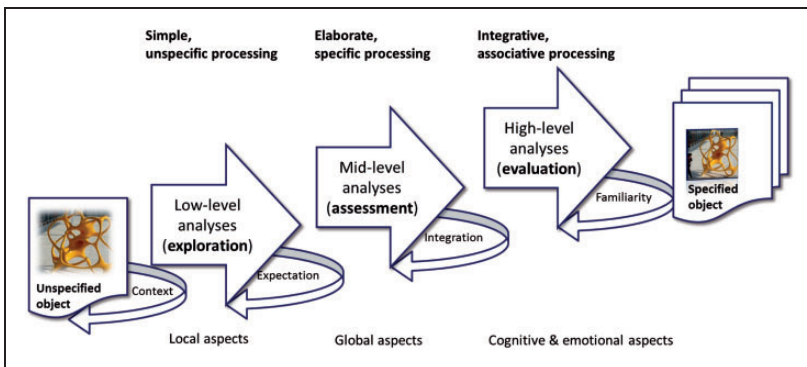 Simple,
unspecific processing
Elaborate,
specific processing
Integrative,
associative processing
High-level
analyses
(evaluation)
Mid-level
analyses
(assessment)
Low-level
analyses
(exploration)
Familiarity
Specified
object
Integration
Expectation
Unspecified
object
Context
Local aspects
Global aspects
Cognitive & emotional aspects